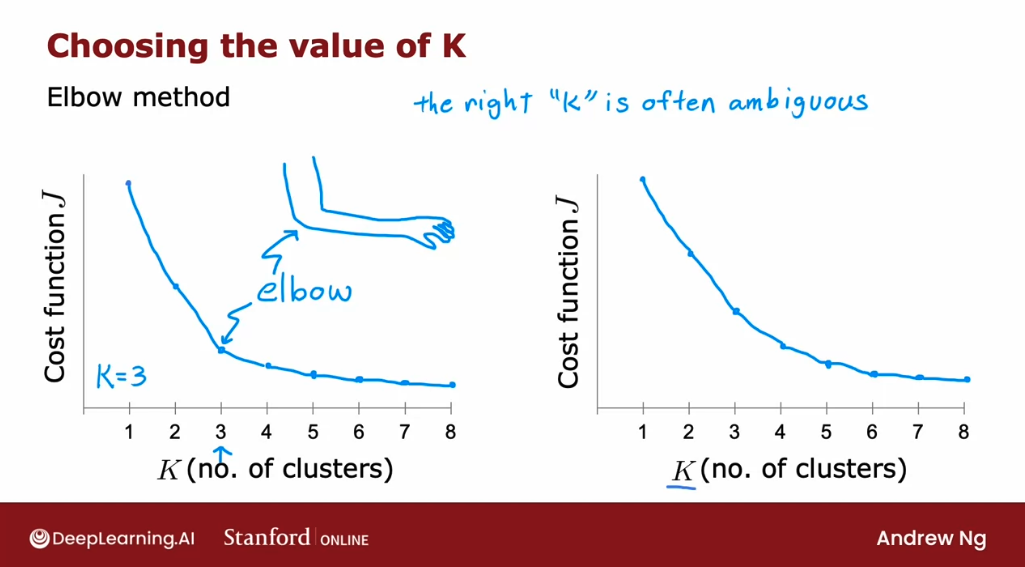 Choosing the value of K
Elbow method
the right "K" is often ambiguous
Cost function J
elbow
K=3
1 2 3 4 5 6 7 8
K (no. of clusters)
Cost function J
1 2 3 4 5 6 7 8
K (no. of clusters)
DeepLearning.AI
Stanford | ONLINE
Andrew Ng